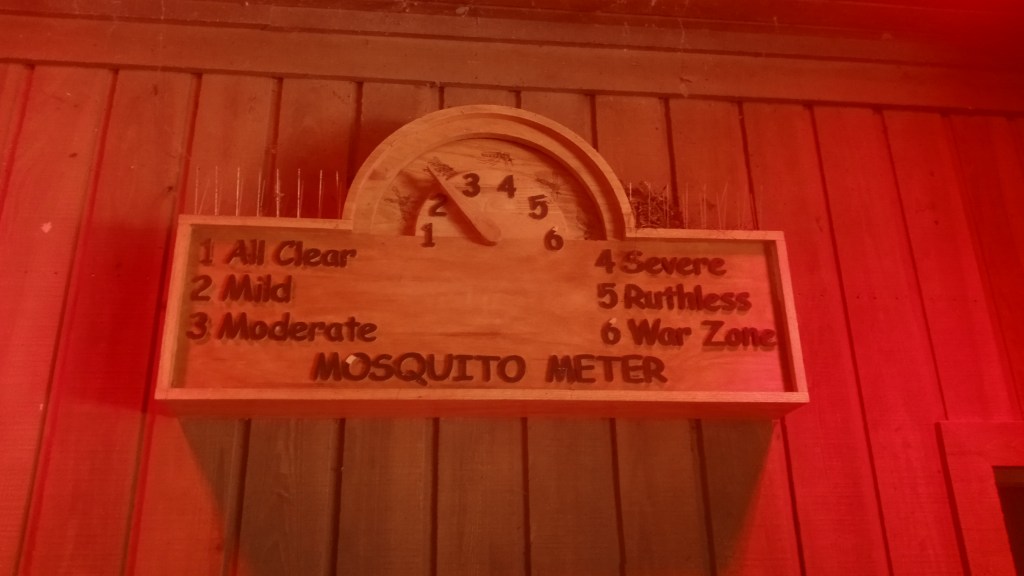 1 2 3 4 5 6
1 All Clear
2 Mild
3 Moderate
4 Severe
5 Ruthless
6 War Zone
MOSQUITO METER